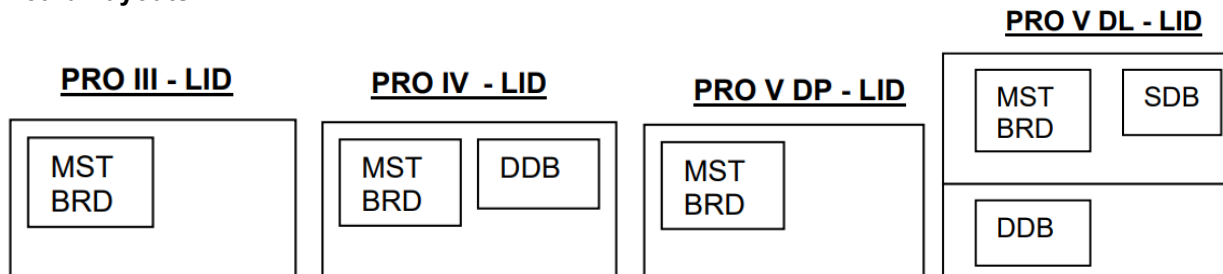 PRO V DL - LID
PRO III - LID
PRO IV - LID
PRO V DP - LID
MST
BRD
MST
BRD
DDB
MST
BRD
MST
BRD
SDB
DDB